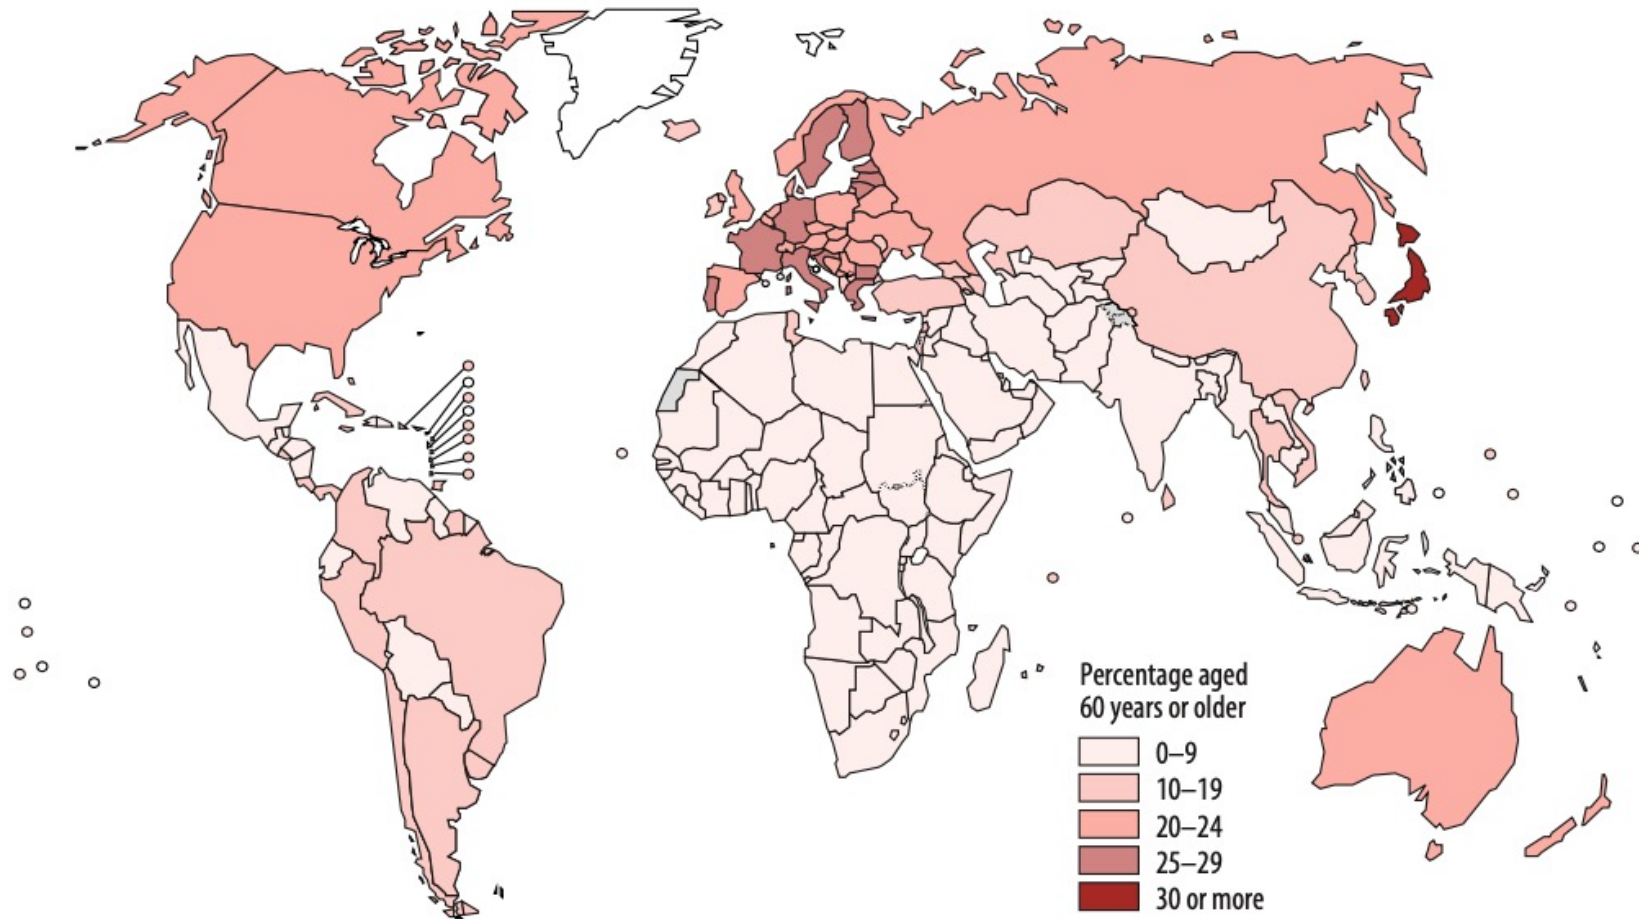 Percentage aged
60 years or older
0–9
10–19
20–24
25–29
30 or more